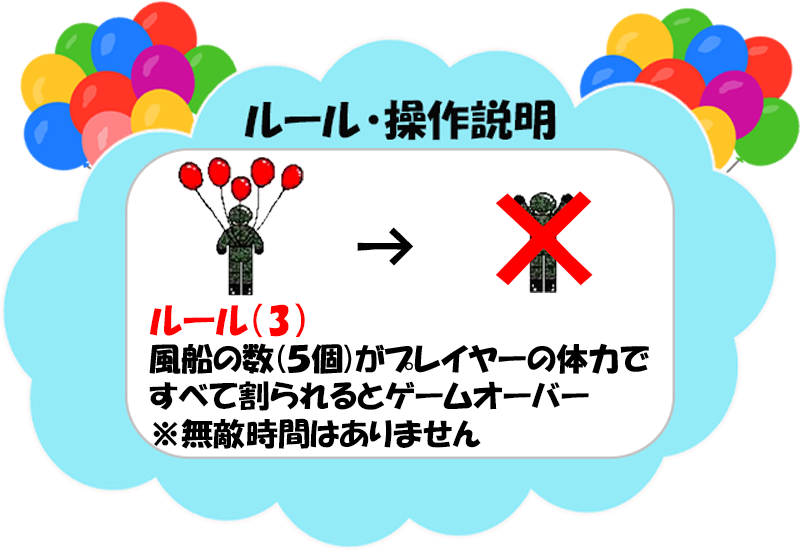 ルール・操作説明
→
ルール(3)
風船の数(5個)がプレイヤーの体力で
すべて割られるとゲームオーバー
※無敵時間はありません